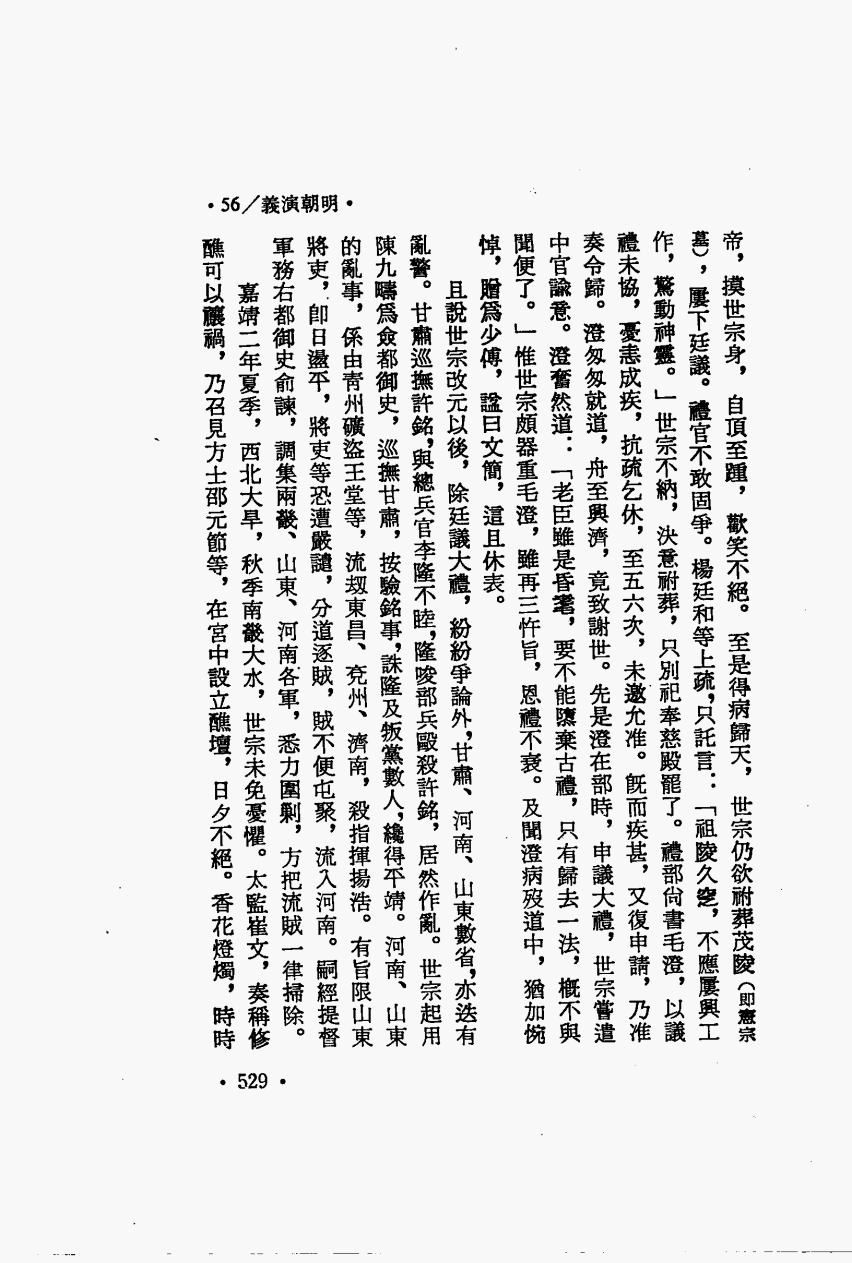 •56／義演朝明•
帝，摸世宗身，自頂至踵，歡笑不絕。至是得病歸天，世宗仍欲祔葬茂陵（即憲宗
墓），屢下廷議。禮官不敢固爭。楊廷和等上疏，只託言：「祖陵久窆，不應屢興工
作，驚動神靈。」世宗不納，決意祔葬，只別祀奉慈殿罷了。禮部尙書毛澄，以議
禮未協，憂恚成疾，抗疏乞休，至五六次，未邀允准。旣而疾甚，又復申請，乃准
奏令歸。澄匆匆就道，舟至興濟，竟致謝世。先是澄在部時，申議大禮，世宗嘗遣
中官諭意。澄奮然道：「老臣雖是昏耄，要不能隳棄古禮，只有歸去一法，槪不與
聞便了。」惟世宗頗器重毛澄，雖再三忤旨，恩禮不衰。及聞澄病歿道中，猶加惋
悼，贈爲少傅，諡曰文簡，這且休表。
且說世宗改元以後，除廷議大禮，紛紛爭論外，甘肅、河南、山東數省，亦迭有
亂警。甘肅巡撫許銘，與總兵官李隆不睦，隆唆部兵毆殺許銘，居然作亂。世宗起用
陳九疇爲僉都御史，巡撫甘肅，按驗銘事，誅隆及叛黨數人，纔得平靖。河南、山東
的亂事，係由靑州礦盜王堂等，流刼東昌、兗州、濟南，殺指揮揚浩。有旨限山東
將吏，卽日盪平，將吏等恐遭嚴譴，分道逐賊，賊不便屯聚，流入河南。嗣經提督
軍務右都御史俞諫，調集兩畿、山東、河南各軍，悉力圍剿，方把流賊一律掃除。
嘉靖二年夏季，西北大旱，秋季南畿大水，世宗未免憂懼。太監崔文，奏稱修
醮可以禳禍，乃召見方士邵元節等，在宮中設立醮壇，日夕不絕。香花燈燭，時時
•529•